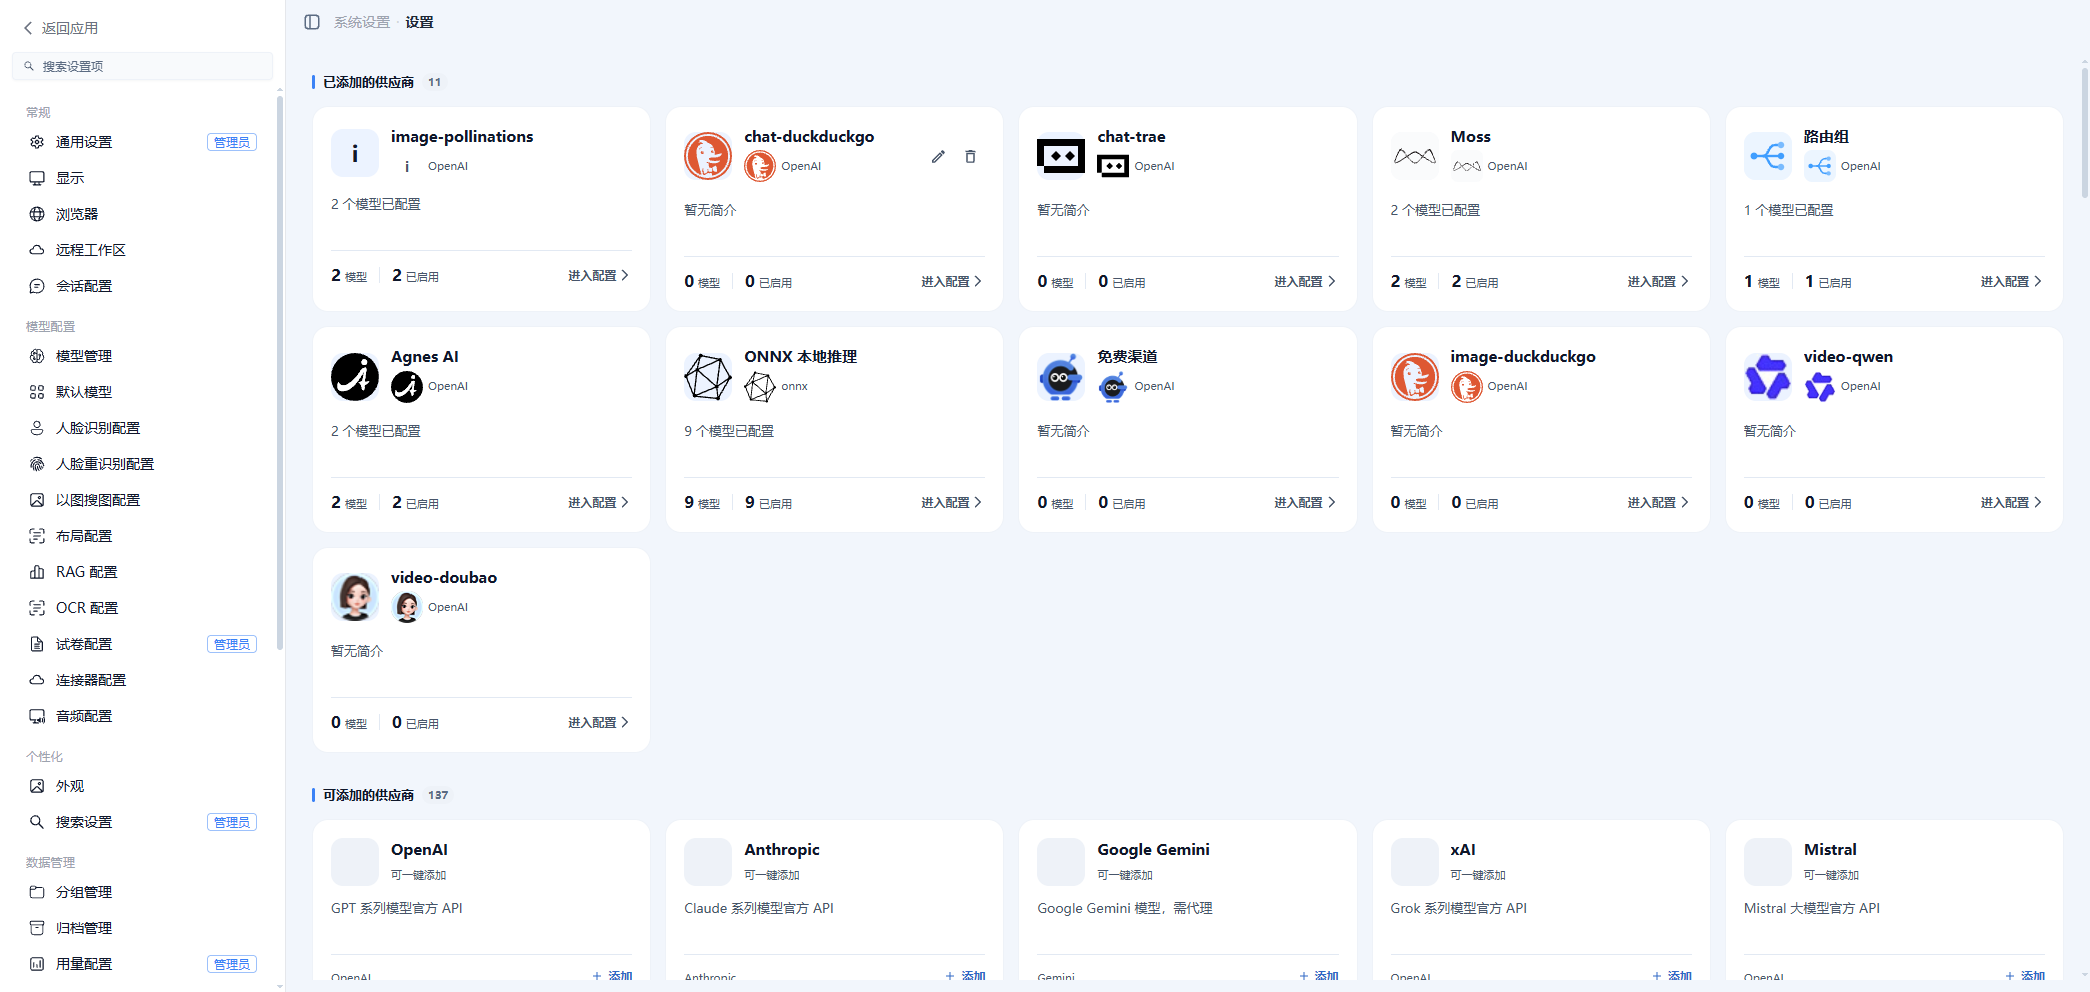 返回应用
搜索设置项
常规
通用设置 管理员
显示
浏览器
远程工作区
会话配置
模型配置
模型管理
默认模型
人脸识别配置
人脸重识别配置
以图搜图配置
布局配置
RAG 配置
OCR 配置
试卷配置 管理员
连接器配置
音频配置
个性化
外观
搜索设置 管理员
数据管理
分组管理
归档管理
用量配置 管理员
系统设置 · 设置
已添加的供应商 11
image-pollinations
i
i OpenAI
2 个模型已配置
2 模型 2 已启用 进入配置
chat-duckduckgo
OpenAI
暂无简介
0 模型 0 已启用 进入配置
chat-trae
OpenAI
暂无简介
0 模型 0 已启用 进入配置
Moss
OpenAI
2 个模型已配置
2 模型 2 已启用 进入配置
路由组
OpenAI
1 个模型已配置
1 模型 1 已启用 进入配置
Agnes AI
OpenAI
2 个模型已配置
2 模型 2 已启用 进入配置
ONNX 本地推理
onnx
9 个模型已配置
9 模型 9 已启用 进入配置
免费渠道
OpenAI
暂无简介
0 模型 0 已启用 进入配置
image-duckduckgo
OpenAI
暂无简介
0 模型 0 已启用 进入配置
video-qwen
OpenAI
暂无简介
0 模型 0 已启用 进入配置
video-doubao
OpenAI
暂无简介
0 模型 0 已启用 进入配置
可添加的供应商 137
OpenAI
可一键添加
GPT 系列模型官方 API
OpenAI + 添加
Anthropic
可一键添加
Claude 系列模型官方 API
Anthropic + 添加
Google Gemini
可一键添加
Google Gemini 模型，需代理
Gemini + 添加
xAI
可一键添加
Grok 系列模型官方 API
OpenAI + 添加
Mistral
可一键添加
Mistral 大模型官方 API
OpenAI + 添加